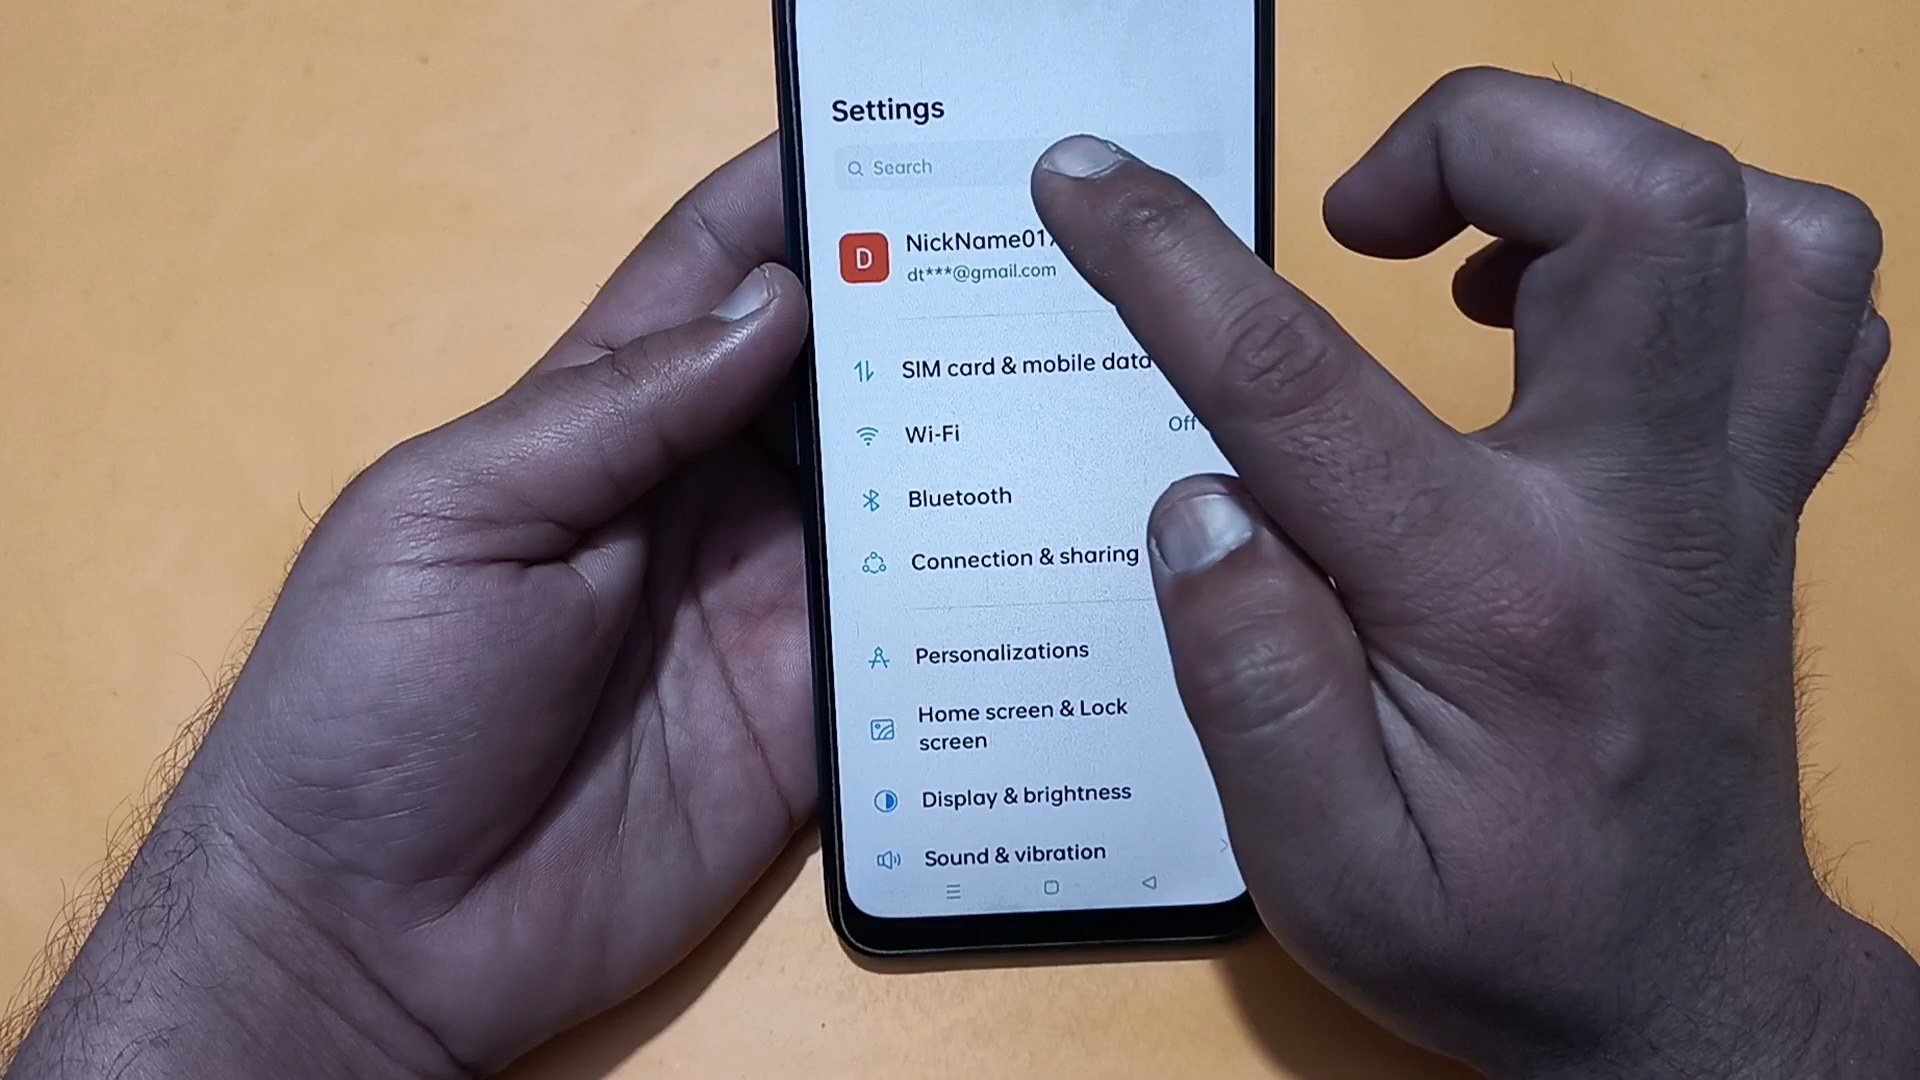 Settings
Search
D
NickName01
dt***@gmail.com
SIM card & mobile data
Wi-Fi
Off
Bluetooth
Connection & sharing
Personalizations
Home screen & Lock
screen
Display & brightness
Sound & vibration